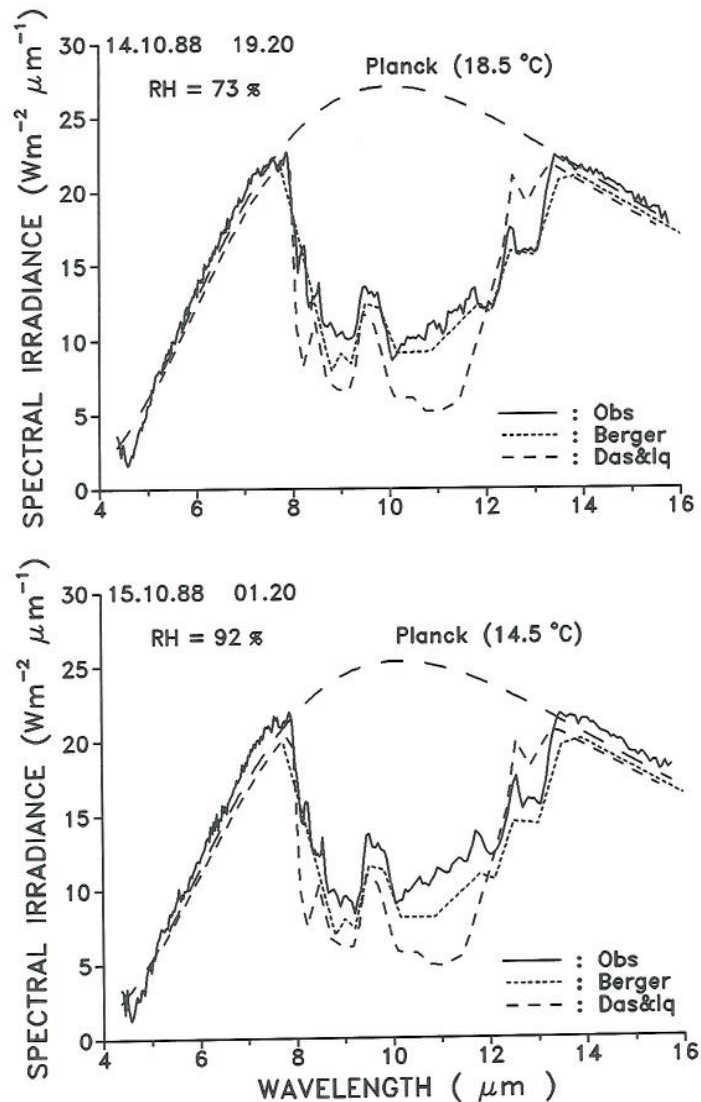 SPECTRAL IRRADIANCE (Wm⁻² μm⁻¹)
30
25
20
15
10
5
0
14.10.88 19.20
RH = 73 %
Planck (18.5 °C)
: Obs
: Berger
: Das&Iq
4 6 8 10 12 14 16
SPECTRAL IRRADIANCE (Wm⁻² μm⁻¹)
30
25
20
15
10
5
0
15.10.88 01.20
RH = 92 %
Planck (14.5 °C)
: Obs
: Berger
: Das&Iq
4 6 8 10 12 14 16
WAVELENGTH ( μm )